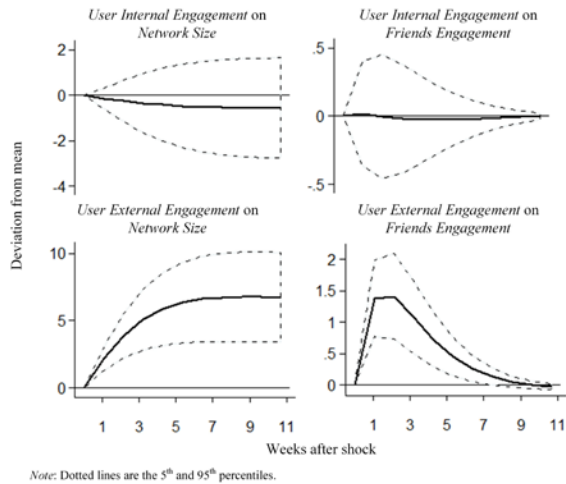 User Internal Engagement on
Network Size
User Internal Engagement on
Friends Engagement
2
0
-2
-4
.5
0
-.5
Deviation from mean
User External Engagement on
Network Size
User External Engagement on
Friends Engagement
10
5
0
2
1.5
1
.5
0
1 3 5 7 9 11
1 3 5 7 9 11
Weeks after shock
Note: Dotted lines are the 5th and 95th percentiles.